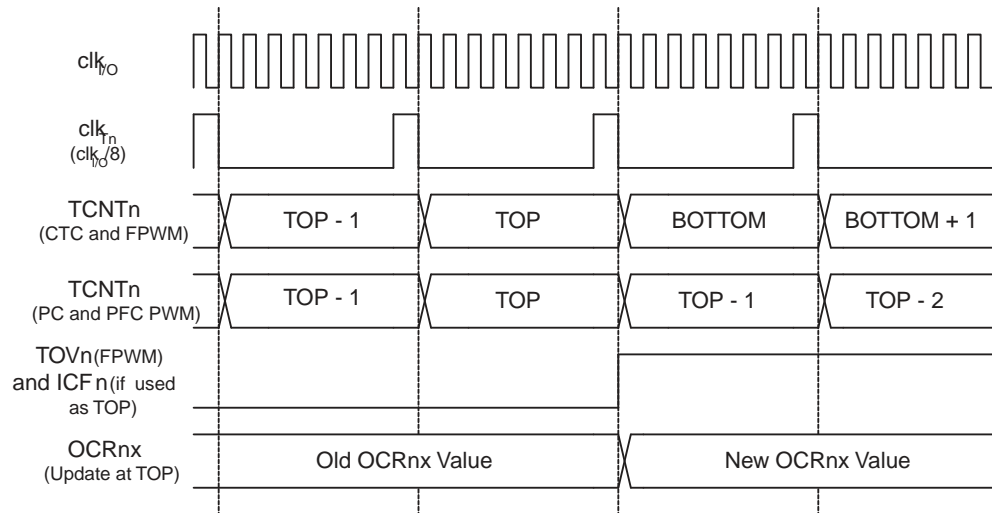 clkI/O
clkTn
(clkI/O/8)
TCNTn
(CTC and FPWM)
TOP - 1
TOP
BOTTOM
BOTTOM + 1
TCNTn
(PC and PFC PWM)
TOP - 1
TOP
TOP - 1
TOP - 2
TOVn(FPWM)
and ICFn(if used
as TOP)
OCRnx
(Update at TOP)
Old OCRnx Value
New OCRnx Value